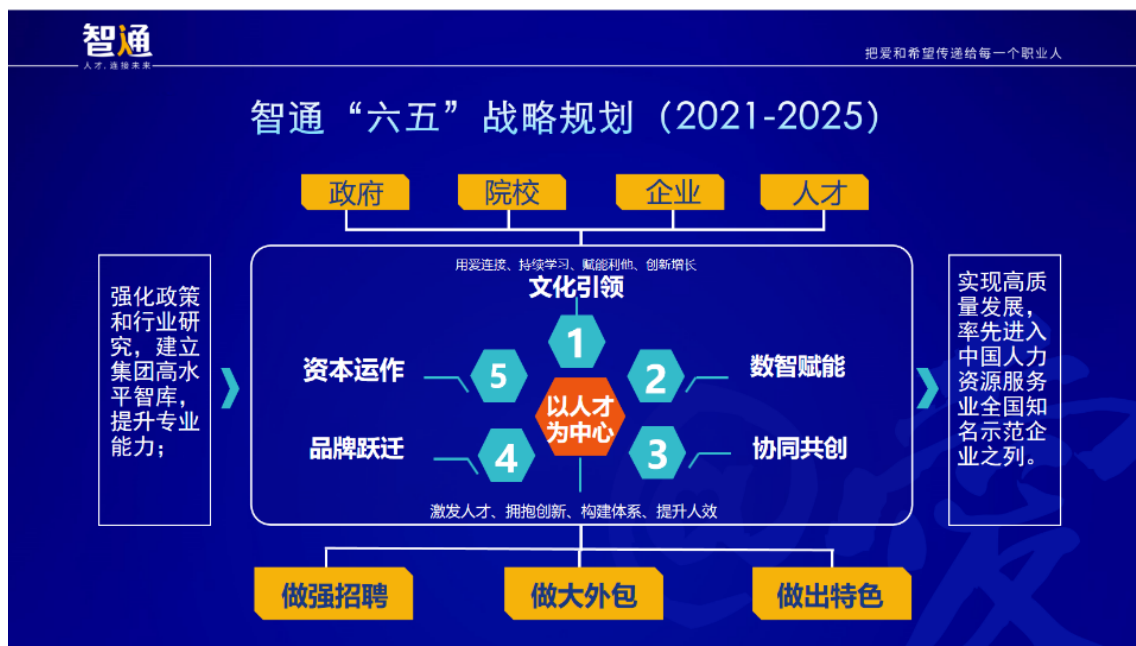 智通
人才,连接未来
把爱和希望传递给每一个职业人
智通“六五”战略规划（2021-2025）
政府
院校
企业
人才
强化政策
和行业研
究，建立
集团高水
平智库，
提升专业
能力；
用爱连接、持续学习、赋能利他、创新增长
文化引领
1
资本运作
5
2
数智赋能
以人才
为中心
品牌跃迁
4
3
协同共创
激发人才、拥抱创新、构建体系、提升人效
实现高质
量发展，
率先进入
中国人力
资源服务
业全国知
名示范企
业之列。
做强招聘
做大外包
做出特色
@爱